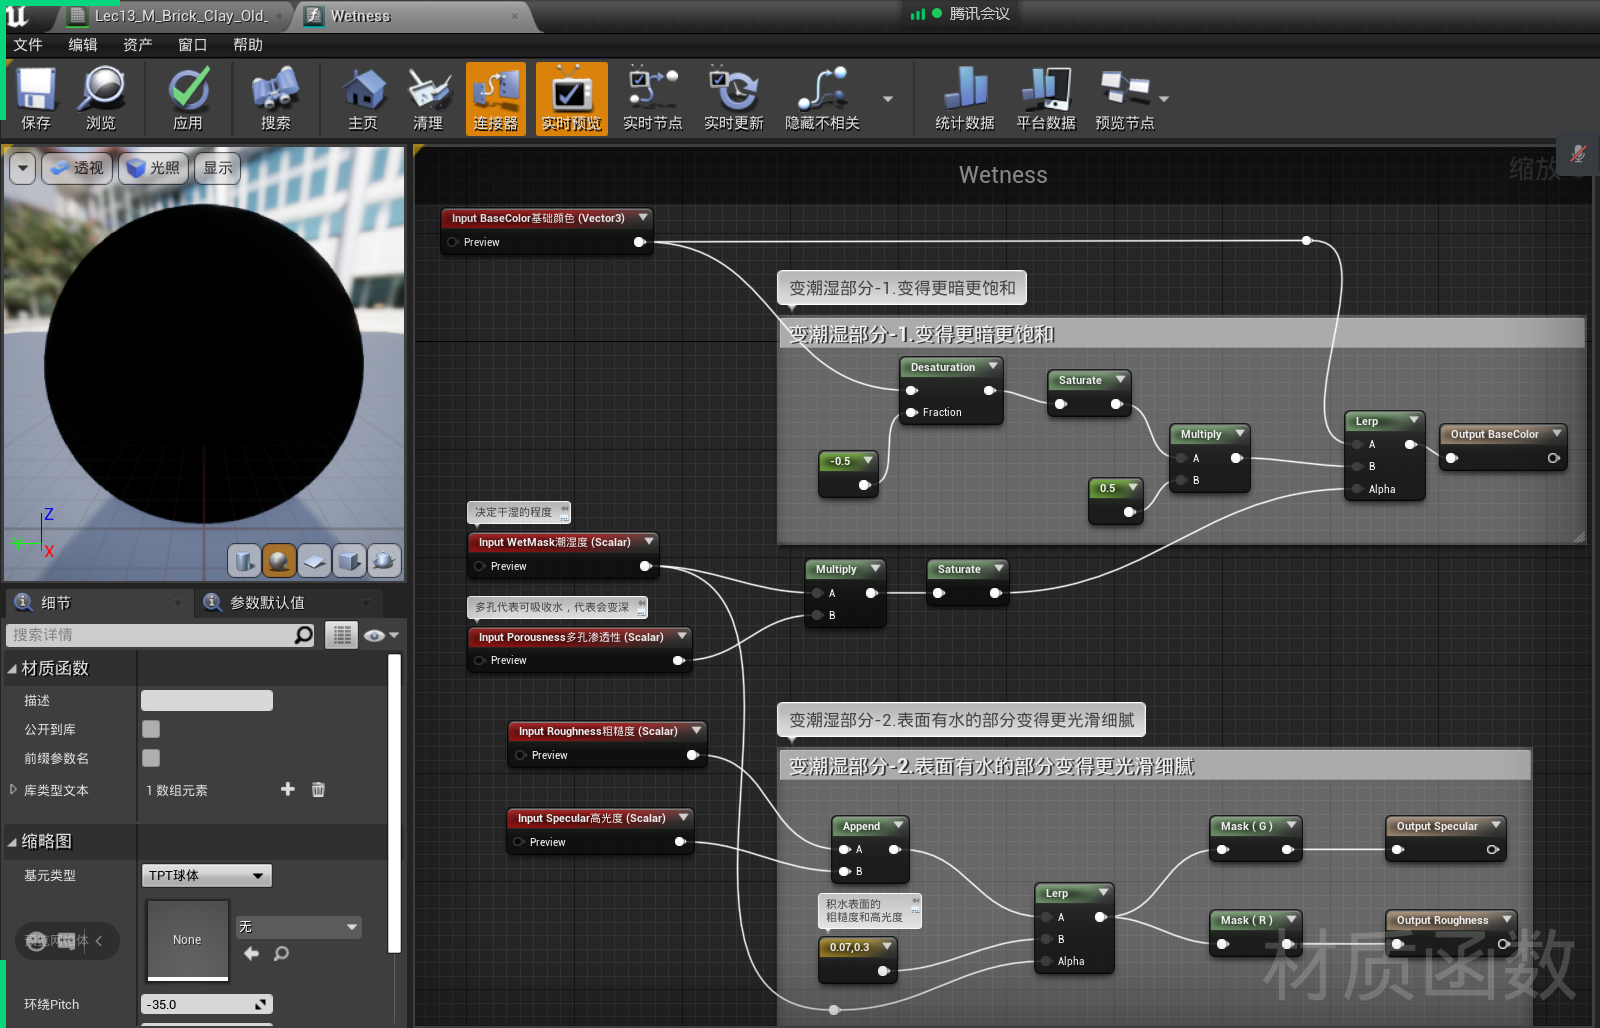 Lec13_M_Brick_Clay_Old_
Wetness
腾讯会议
文件 编辑 资产 窗口 帮助
保存 浏览 应用 搜索 主页 清理 连接器 实时预览 实时节点 实时更新 隐藏不相关 统计数据 平台数据 预览节点
透视 光照 显示
Wetness
缩放
Input BaseColor基础颜色 (Vector3)
Preview
变潮湿部分-1.变得更暗更饱和
变潮湿部分-1.变得更暗更饱和
Desaturation
Fraction
Saturate
-0.5
Multiply
A
B
0.5
Lerp
A
B
Alpha
Output BaseColor
决定干湿的程度
Input WetMask潮湿度 (Scalar)
Preview
多孔代表可吸收水，代表会变深
Input Porousness多孔渗透性 (Scalar)
Preview
Multiply
A
B
Saturate
Input Roughness粗糙度 (Scalar)
Preview
Input Specular高光度 (Scalar)
Preview
变潮湿部分-2.表面有水的部分变得更光滑细腻
变潮湿部分-2.表面有水的部分变得更光滑细腻
Append
A
B
积水表面的
粗糙度和高光度
0.07,0.3
Lerp
A
B
Alpha
Mask ( G )
Output Specular
Mask ( R )
Output Roughness
材质函数
Z
Y
X
细节
参数默认值
搜索详情
材质函数
描述
公开到库
前缀参数名
库类型文本 1 数组元素
缩略图
基元类型 TPT球体
None
无
环绕Pitch -35.0